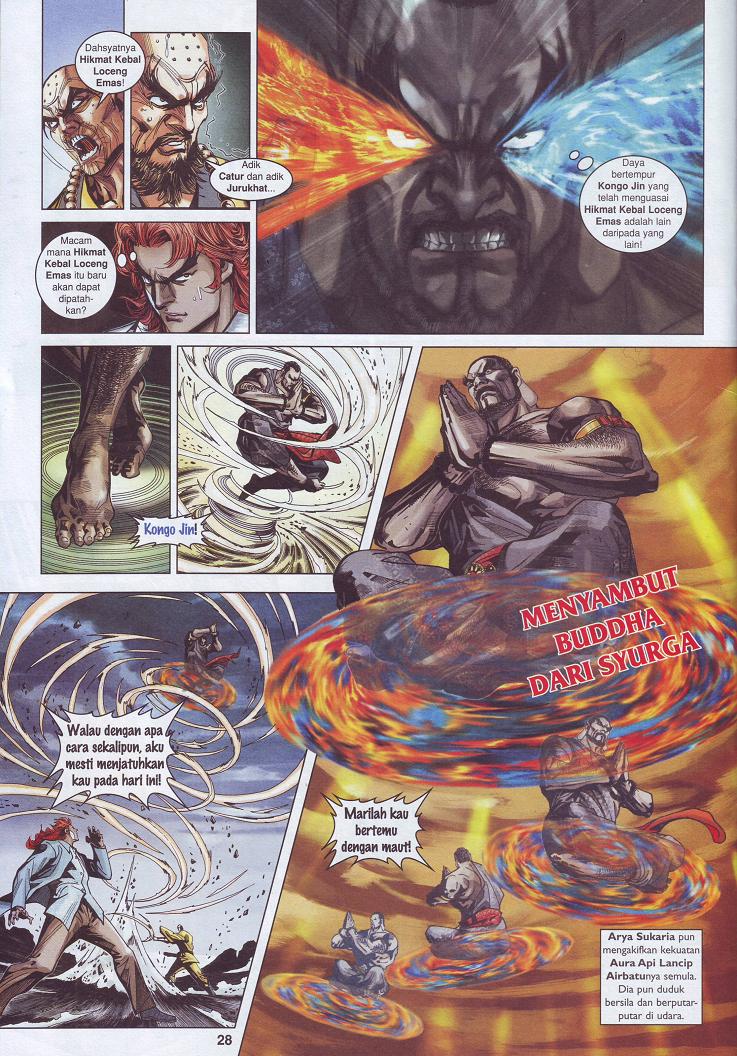 Dahsyatnya
Hikmat Kebal
Loceng
Emas!
Adik
Catur dan adik
Jurukhat...
Daya
bertempur
Kongo Jin yang
telah menguasai
Hikmat Kebal Loceng
Emas adalah lain
daripada yang
lain!
Macam
mana Hikmat
Kebal Loceng
Emas itu baru
akan dapat
dipatah-
kan?
Kongo Jin!
MENYAMBUT
BUDDHA
DARI SYURGA
Walau dengan apa
cara sekalipun, aku
mesti menjatuhkan
kau pada hari ini!
Marilah kau
bertemu
dengan maut!
Arya Sukaria pun
mengakifkan kekuatan
Aura Api Lancip
Airbatunya semula.
Dia pun duduk
bersila dan berputar-
putar di udara.
28